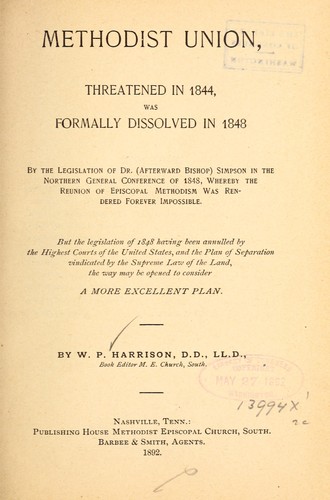 METHODIST UNION,
THREATENED IN 1844,
WAS
FORMALLY DISSOLVED IN 1848
BY THE LEGISLATION OF DR. (AFTERWARD BISHOP) SIMPSON IN THE
NORTHERN GENERAL CONFERENCE OF 1848, WHEREBY THE
REUNION OF EPISCOPAL METHODISM WAS REN-
DERED FOREVER IMPOSSIBLE.
But the legislation of 1848 having been annulled by
the Highest Courts of the United States, and the Plan of Separation
vindicated by the Supreme Law of the Land,
the way may be opened to consider
A MORE EXCELLENT PLAN.
BY W. P. HARRISON, D.D., LL.D.,
Book Editor M. E. Church, South.
13994X
NASHVILLE, TENN.:
PUBLISHING HOUSE METHODIST EPISCOPAL CHURCH, SOUTH.
BARBEE & SMITH, AGENTS.
1892.